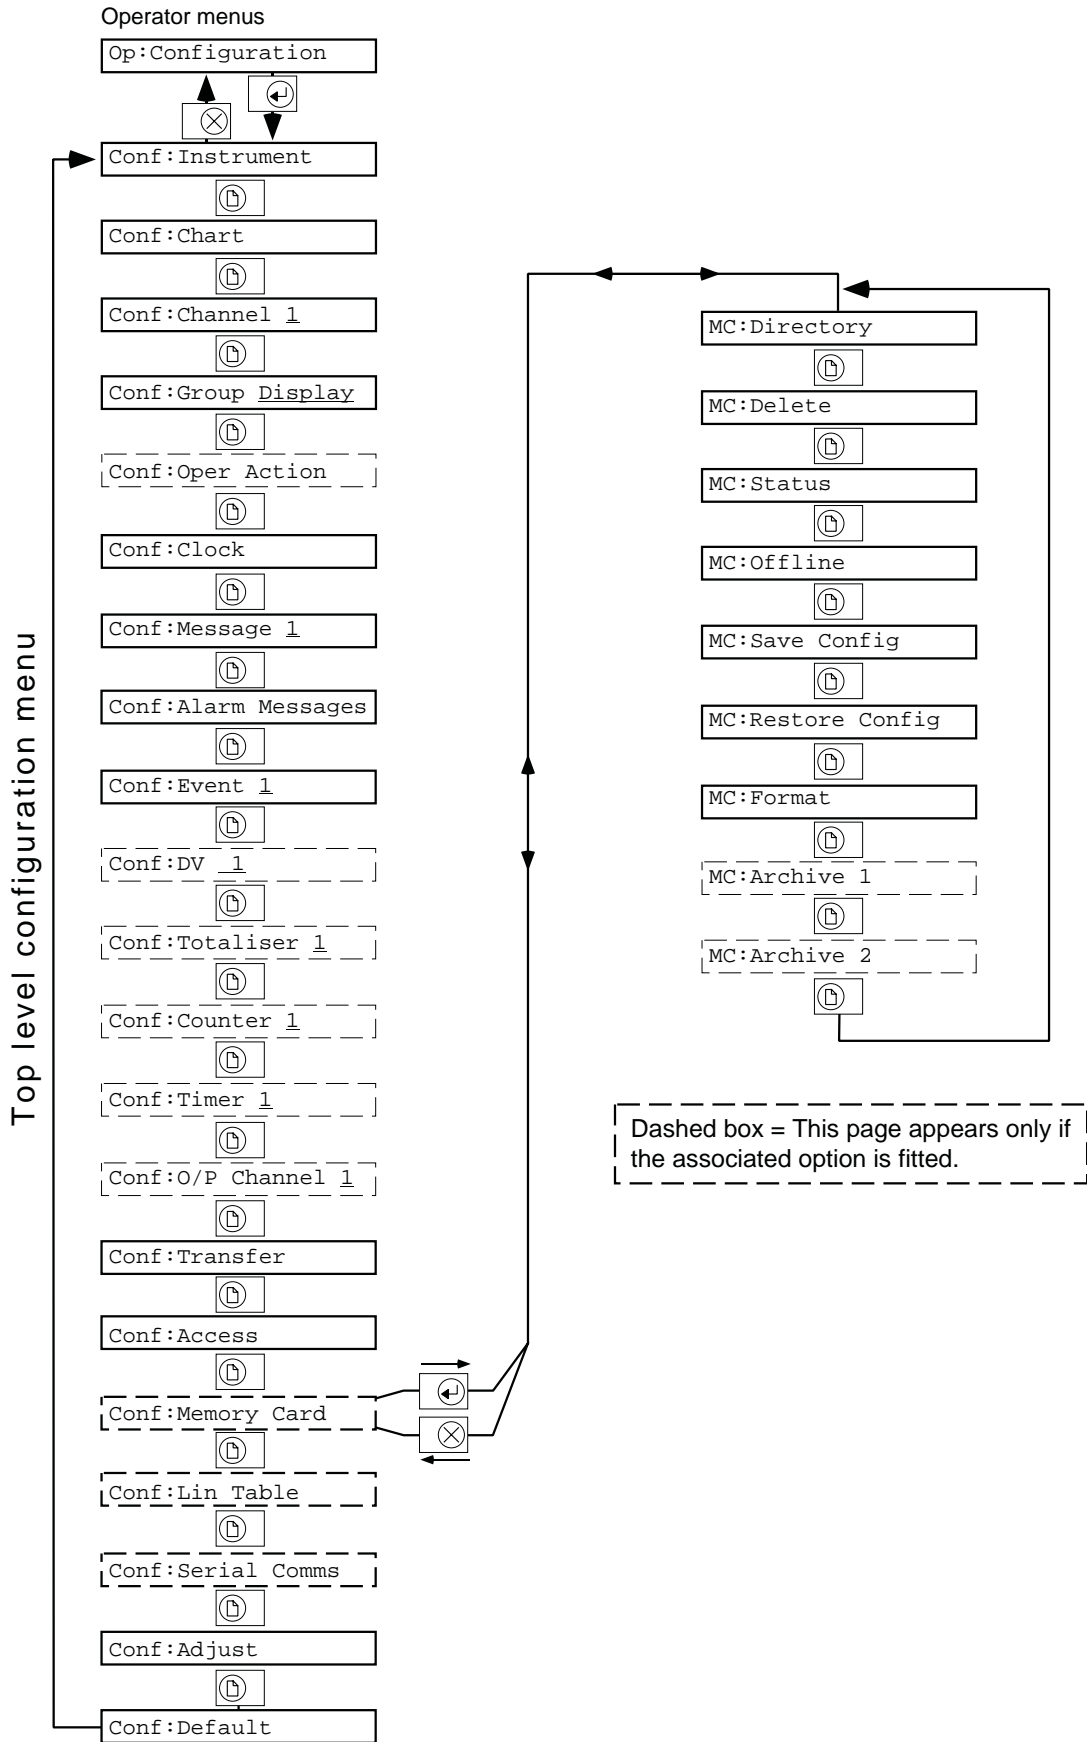 Operator menus
Op:Configuration
Conf:Instrument
Conf:Chart
Conf:Channel 1
Conf:Group Display
Conf:Oper Action
Conf:Clock
Conf:Message 1
Conf:Alarm Messages
Conf:Event 1
Conf:DV 1
Conf:Totaliser 1
Conf:Counter 1
Conf:Timer 1
Conf:O/P Channel 1
Conf:Transfer
Conf:Access
Conf:Memory Card
Conf:Lin Table
Conf:Serial Comms
Conf:Adjust
Conf:Default
Top level configuration menu
MC:Directory
MC:Delete
MC:Status
MC:Offline
MC:Save Config
MC:Restore Config
MC:Format
MC:Archive 1
MC:Archive 2
Dashed box = This page appears only if
the associated option is fitted.